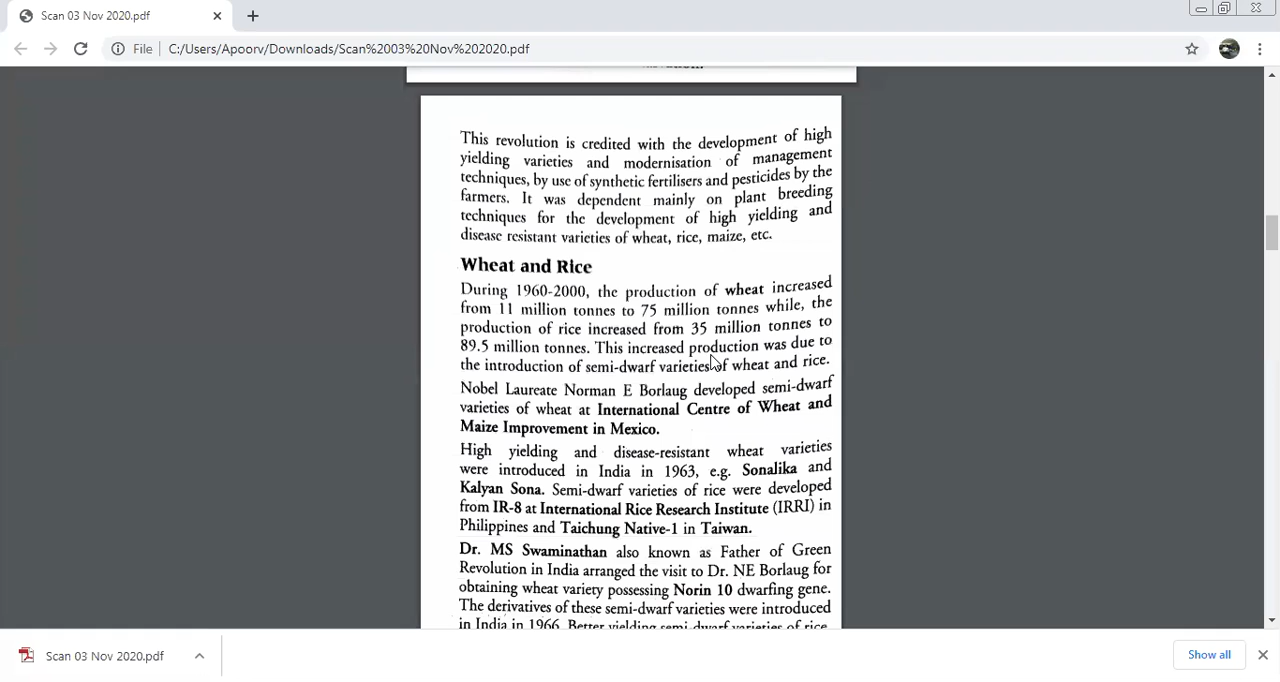 Scan 03 Nov 2020.pdf
File
C:/Users/Apoorv/Downloads/Scan%2003%20Nov%202020.pdf
This revolution is credited with the development of high
yielding varieties and modernisation of management
techniques, by use of synthetic fertilisers and pesticides by the
farmers. It was dependent mainly on plant breeding
techniques for the development of high yielding and
disease resistant varieties of wheat, rice, maize, etc.
Wheat and Rice
During 1960-2000, the production of wheat increased
from 11 million tonnes to 75 million tonnes while, the
production of rice increased from 35 million tonnes to
89.5 million tonnes. This increased production was due to
the introduction of semi-dwarf varieties of wheat and rice.
Nobel Laureate Norman E Borlaug developed semi-dwarf
varieties of wheat at International Centre of Wheat and
Maize Improvement in Mexico.
High yielding and disease-resistant wheat varieties
were introduced in India in 1963, e.g. Sonalika and
Kalyan Sona. Semi-dwarf varieties of rice were developed
from IR-8 at International Rice Research Institute (IRRI) in
Philippines and Taichung Native-1 in Taiwan.
Dr. MS Swaminathan also known as Father of Green
Revolution in India arranged the visit to Dr. NE Borlaug for
obtaining wheat variety possessing Norin 10 dwarfing gene.
The derivatives of these semi-dwarf varieties were introduced
in India in 1966. Better yielding semi-dwarf varieties of rice
Scan 03 Nov 2020.pdf
Show all